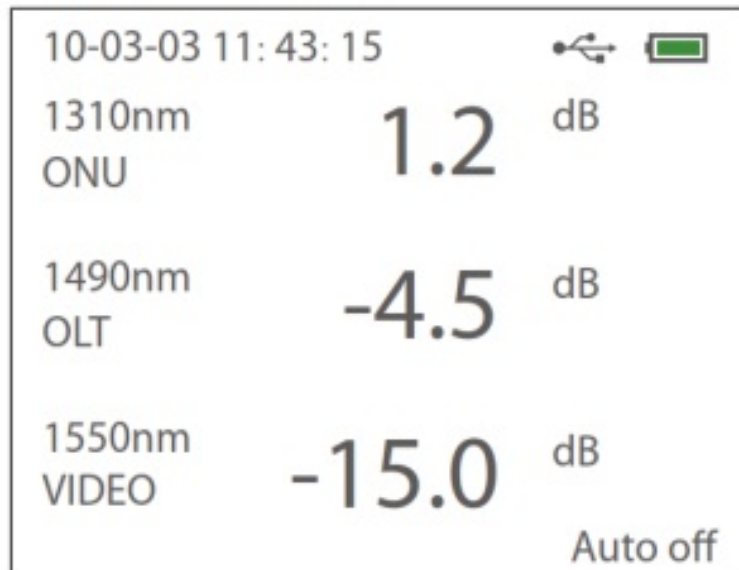 10-03-03 11: 43: 15
1310nm 1.2 dB
ONU
1490nm -4.5 dB
OLT
1550nm -15.0 dB
VIDEO
Auto off